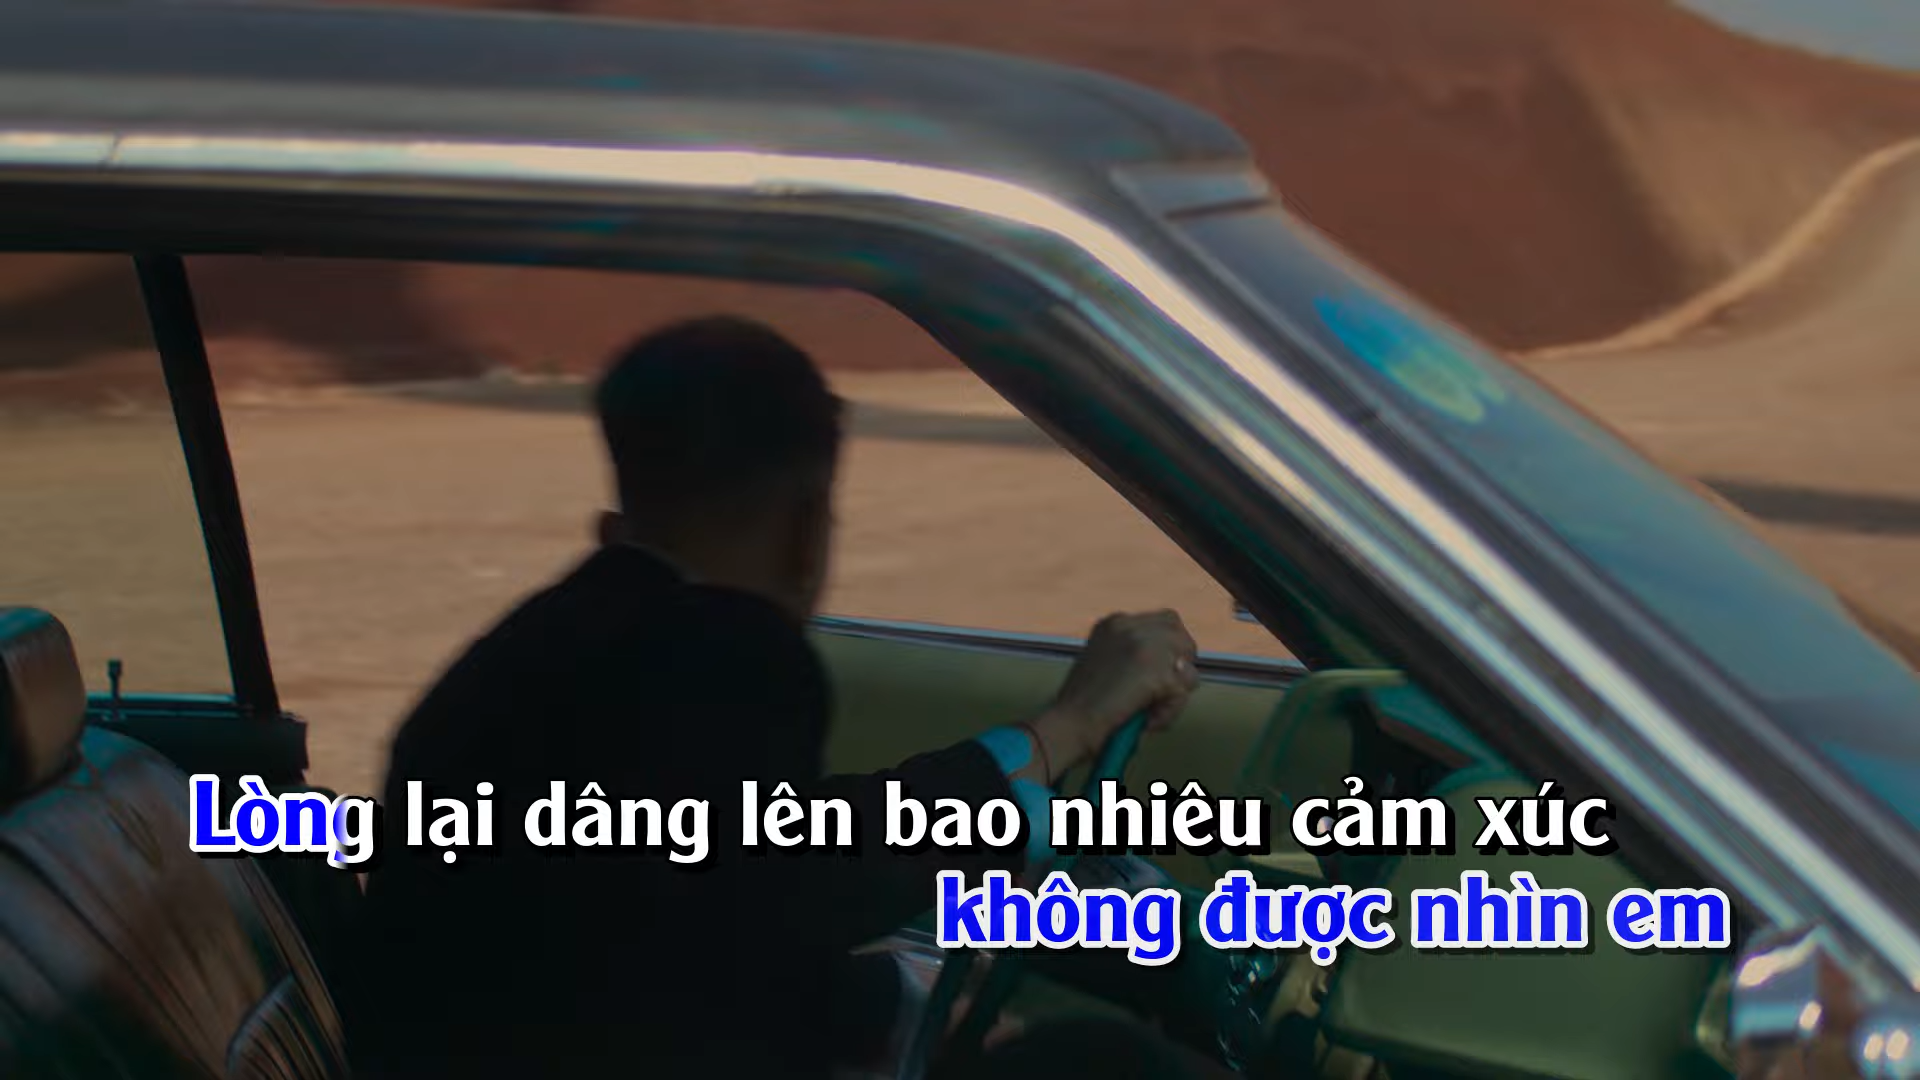 Lòng lại dâng lên bao nhiêu cảm xúc
không được nhìn em